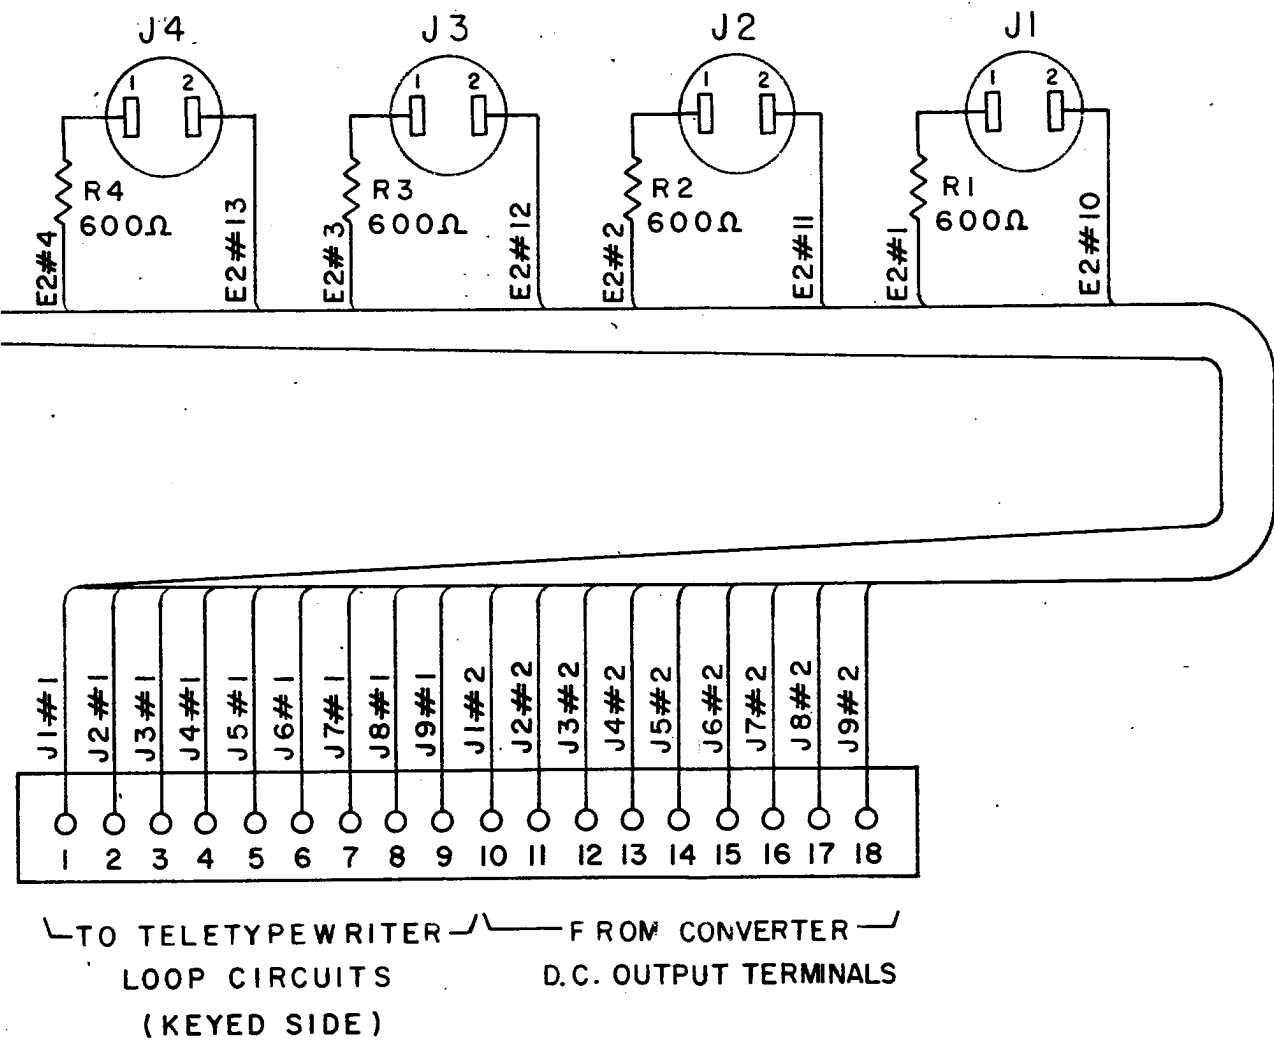 J4 J3 J2 J1
1 2 1 2 1 2 1 2
R4 R3 R2 R1
600Ω 600Ω 600Ω 600Ω
E2#4 E2#13 E2#3 E2#12 E2#2 E2#11 E2#1 E2#10
J1#1 J2#1 J3#1 J4#1 J5#1 J6#1 J7#1 J8#1 J9#1 J1#2 J2#2 J3#2 J4#2 J5#2 J6#2 J7#2 J8#2 J9#2
1 2 3 4 5 6 7 8 9 10 11 12 13 14 15 16 17 18
TO TELETYPEWRITER FROM CONVERTER
LOOP CIRCUITS D.C. OUTPUT TERMINALS
(KEYED SIDE)